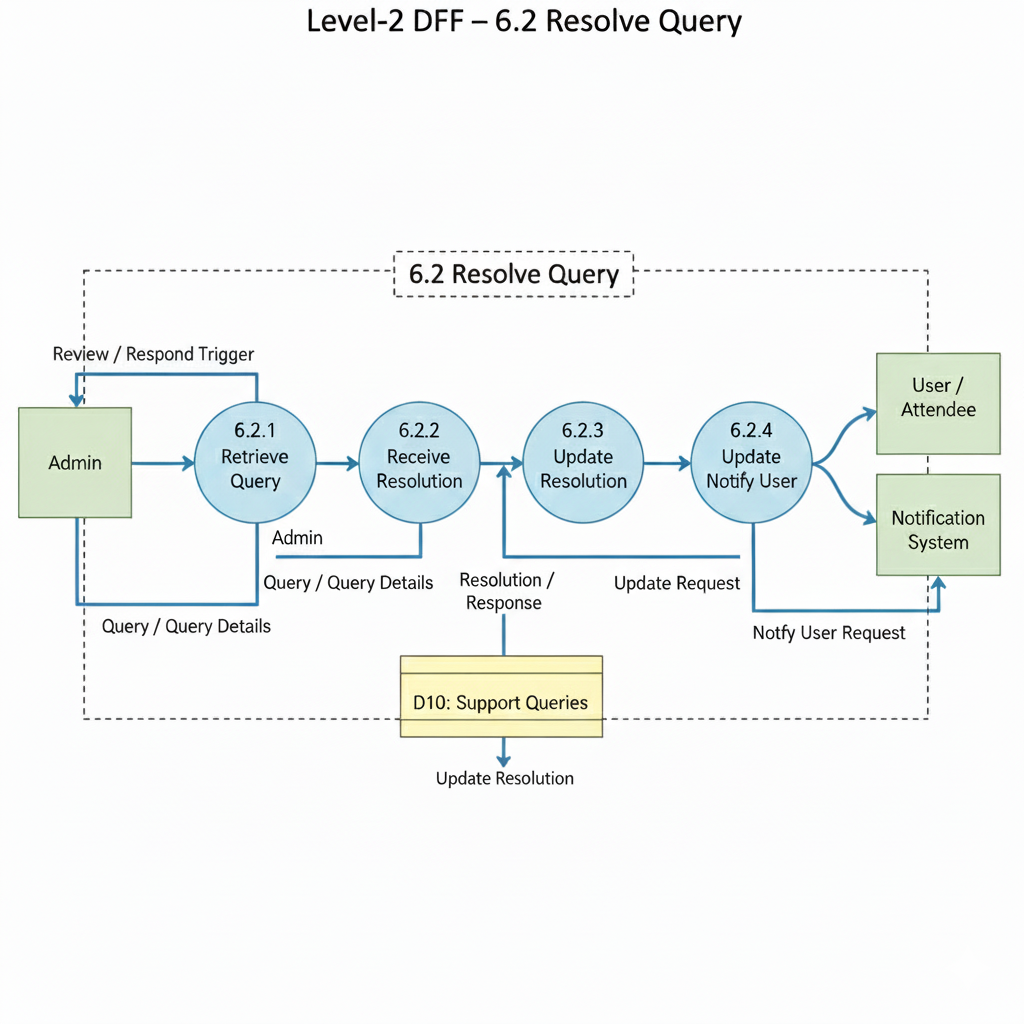 Level-2 DFF – 6.2 Resolve Query
6.2 Resolve Query
Review / Respond Trigger
Admin
6.2.1
Retrieve
Query
6.2.2
Receive
Resolution
6.2.3
Update
Resolution
6.2.4
Update
Notify User
User /
Attendee
Notification
System
Admin
Query / Query Details
Query / Query Details
Resolution /
Response
Update Request
Notfy User Request
D10: Support Queries
Update Resolution